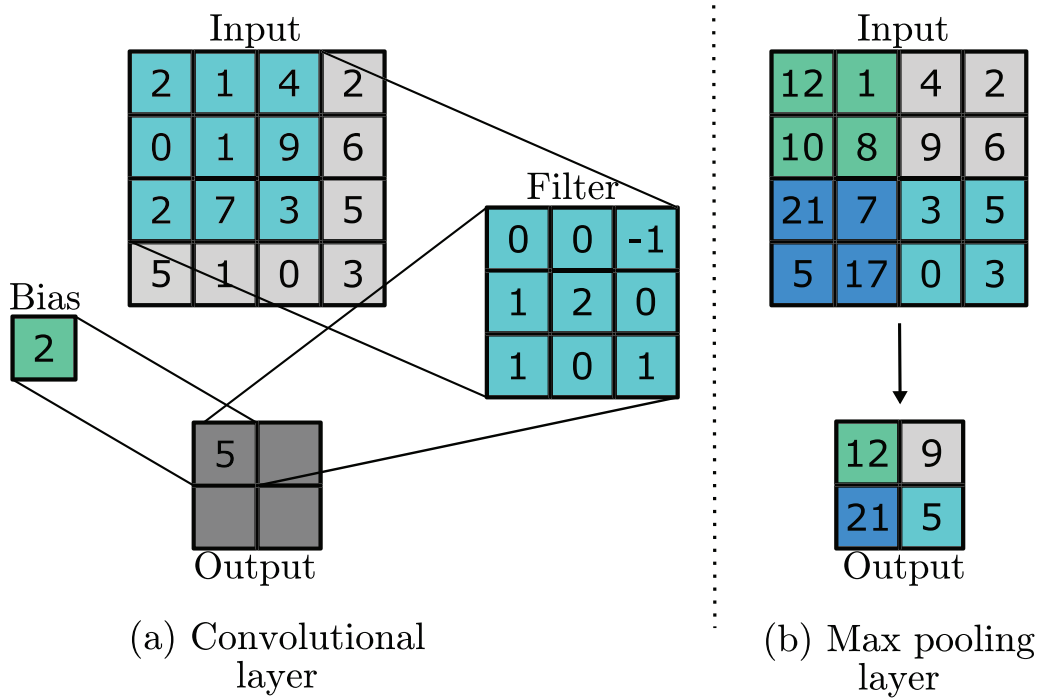 Input
2 1 4 2
0 1 9 6
2 7 3 5
5 1 0 3
Filter
0 0 -1
1 2 0
1 0 1
Bias
2
5
Output
(a) Convolutional
layer
Input
12 1 4 2
10 8 9 6
21 7 3 5
5 17 0 3
12 9
21 5
Output
(b) Max pooling
layer